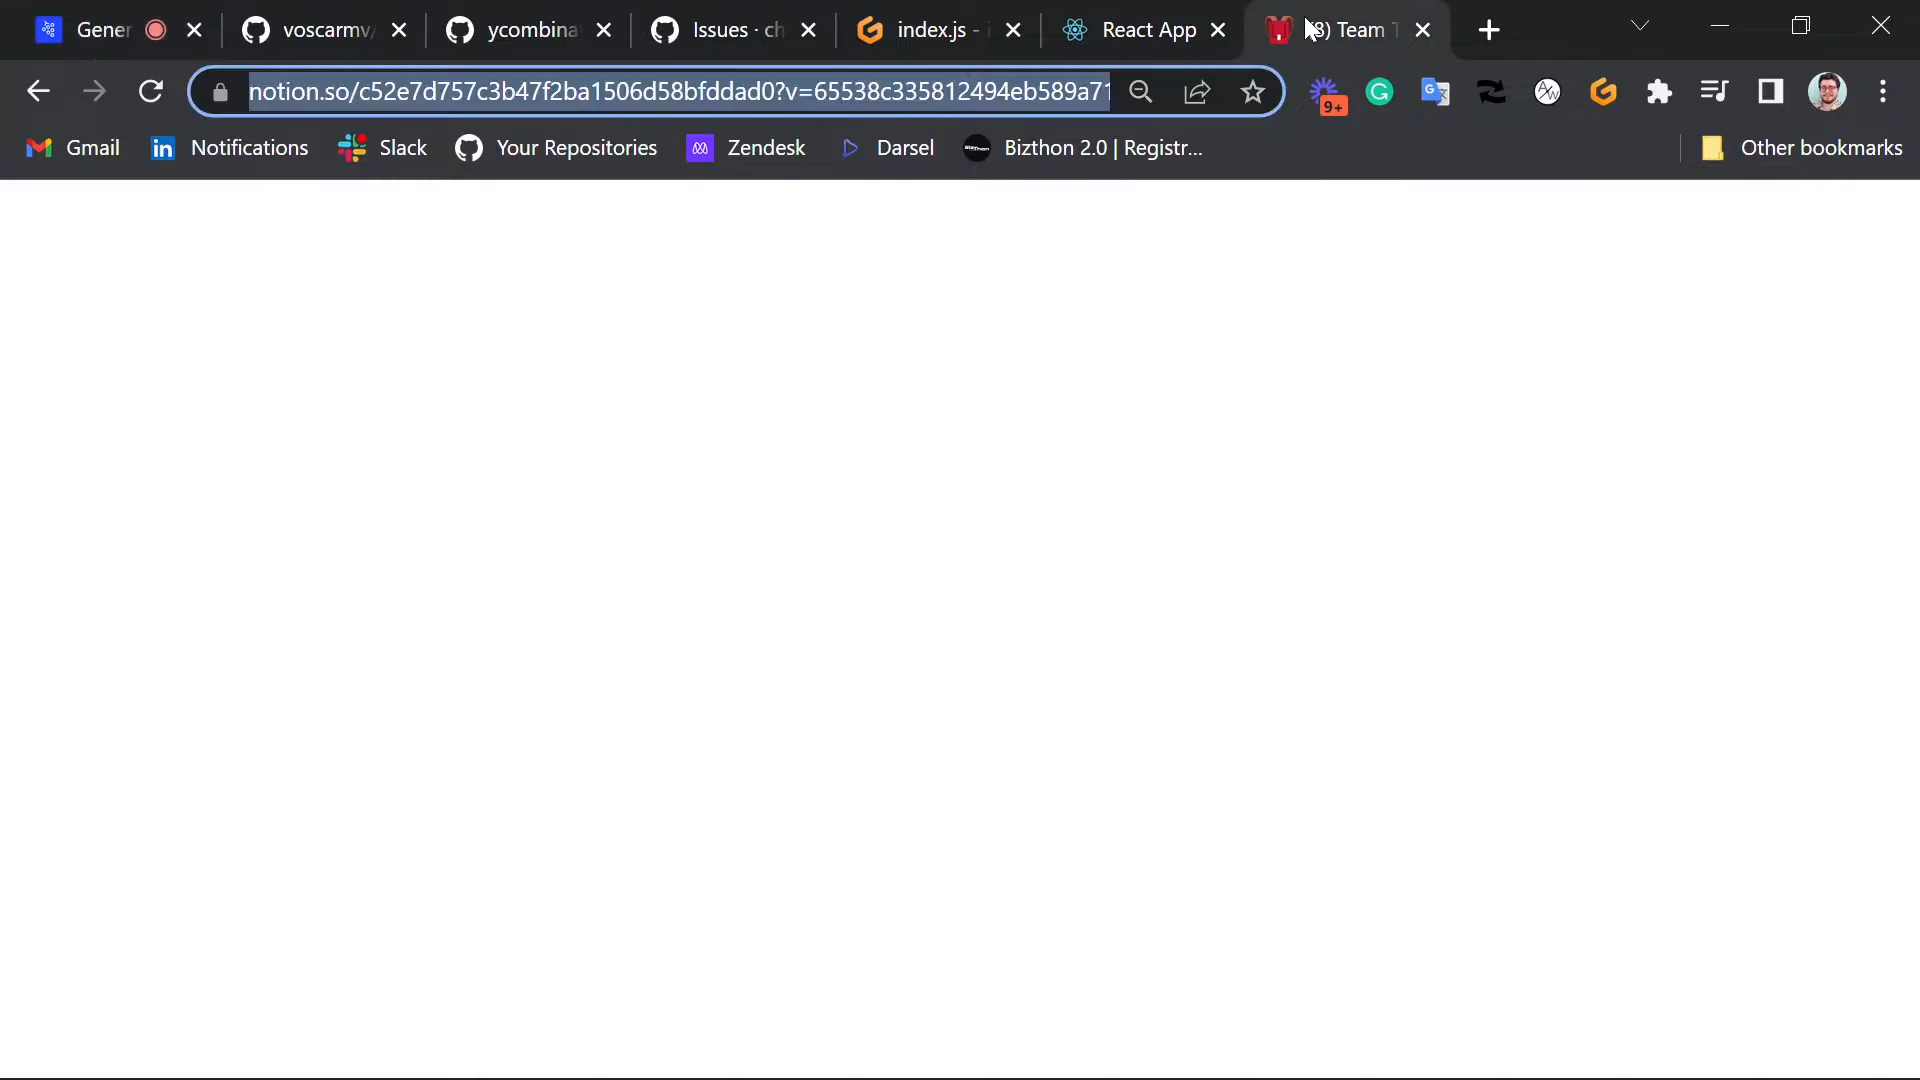 Gener
voscarmv/
ycombina
Issues · ch
index.js - i
React App
8) Team T
notion.so/c52e7d757c3b47f2ba1506d58bfddad0?v=65538c335812494eb589a71
9+
Gmail
Notifications
Slack
Your Repositories
Zendesk
Darsel
Bizthon 2.0 | Registr...
Other bookmarks